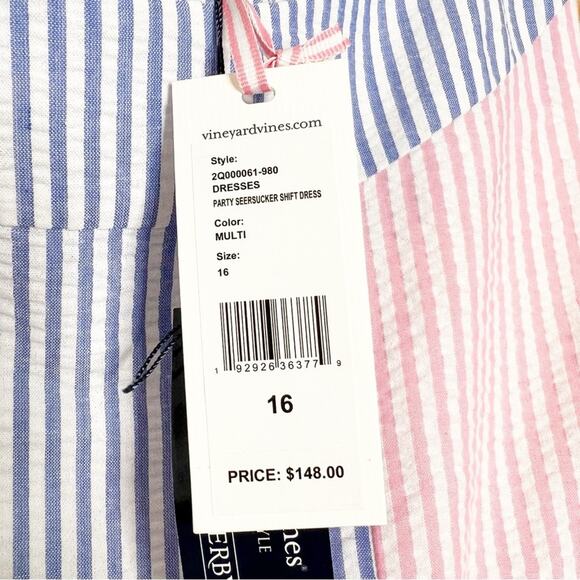 vineyardvines.com
Style:
2Q000061-980
DRESSES
PARTY SEERSUCKER SHIFT DRESS
Color:
MULTI
Size:
16
1 92926 36377 9
16
PRICE: $148.00